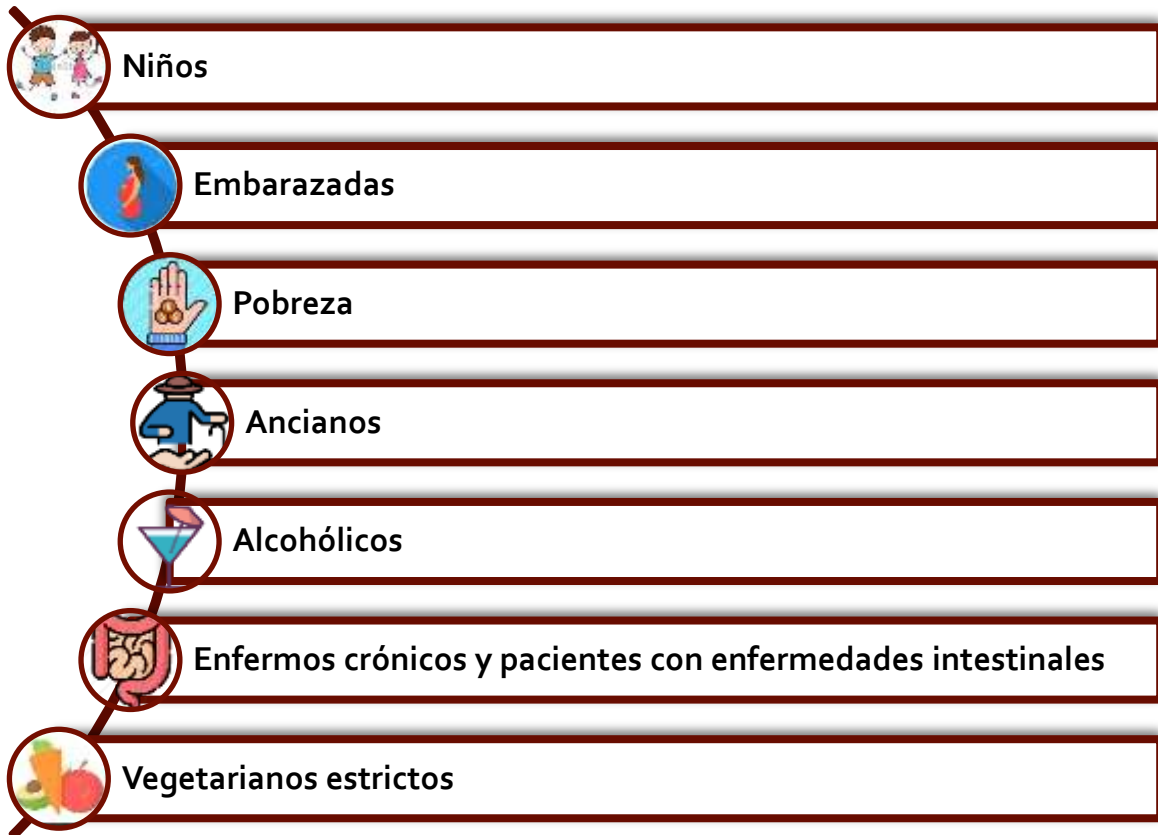 Niños
Embarazadas
Pobreza
Ancianos
Alcohólicos
Enfermos crónicos y pacientes con enfermedades intestinales
Vegetarianos estrictos